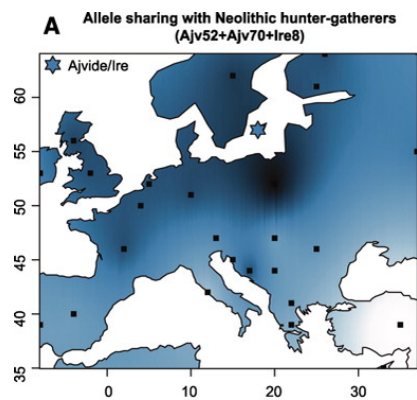 A
Allele sharing with Neolithic hunter-gatherers
(Ajv52+Ajv70+Ire8)
Ajvide/Ire
60
55
50
45
40
35
0 10 20 30